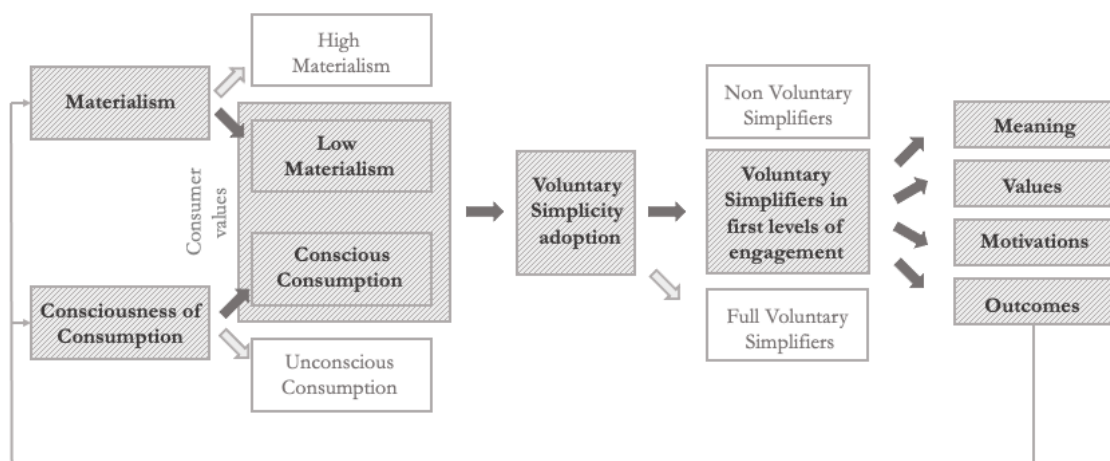 High
Materialism
Materialism
Low
Materialism
Consumer
values
Conscious
Consumption
Consciousness of
Consumption
Unconscious
Consumption
Voluntary
Simplicity
adoption
Non Voluntary
Simplifiers
Voluntary
Simplifiers in
first levels of
engagement
Full Voluntary
Simplifiers
Meaning
Values
Motivations
Outcomes